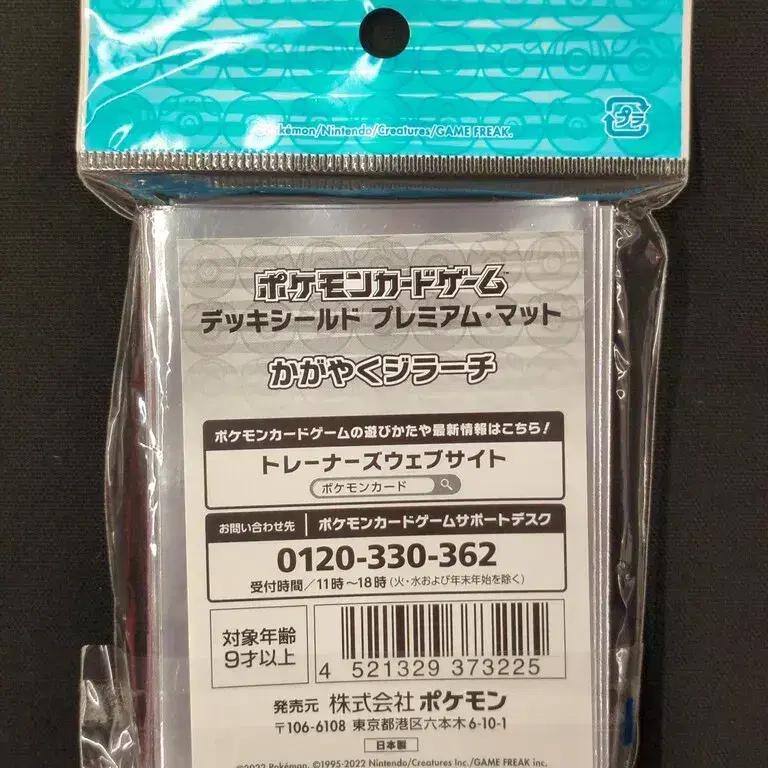 ©Pokémon/Nintendo/Creatures/GAME FREAK.
プラ
ポケモンカードゲーム™
デッキシールド プレミアム・マット
かがやくジラーチ
ポケモンカードゲームの遊びかたや最新情報はこちら!
トレーナーズウェブサイト
ポケモンカード
お問い合わせ先 ポケモンカードゲームサポートデスク
0120-330-362
受付時間/11時~18時(火・水および年末年始を除く)
対象年齢
9才以上
4 521329 373225
発売元 株式会社ポケモン
〒106-6108 東京都港区六本木6-10-1
日本製
©2022 Pokémon. ©1995-2022 Nintendo/Creatures Inc./GAME FREAK inc.